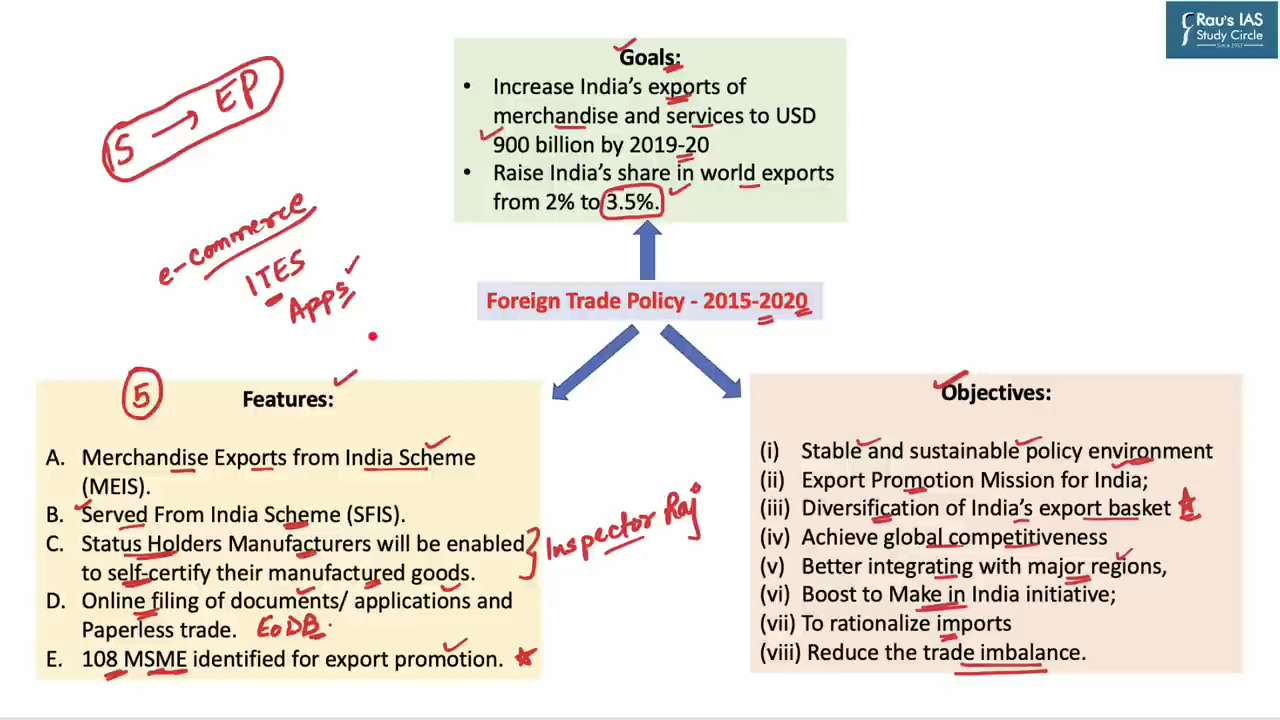 Rau's IAS
Study Circle
Since 1953
Goals:
• Increase India's exports of
merchandise and services to USD
900 billion by 2019-20
• Raise India's share in world exports
from 2% to 3.5%.
IS → EP
e-commerce
ITES
Apps
Foreign Trade Policy - 2015-2020
5
Features:
A. Merchandise Exports from India Scheme
(MEIS).
B. Served From India Scheme (SFIS).
C. Status Holders Manufacturers will be enabled
to self-certify their manufactured goods.
D. Online filing of documents/ applications and
Paperless trade. EoDB.
E. 108 MSME identified for export promotion.
Inspector Raj
Objectives:
(i) Stable and sustainable policy environment
(ii) Export Promotion Mission for India;
(iii) Diversification of India's export basket
(iv) Achieve global competitiveness
(v) Better integrating with major regions,
(vi) Boost to Make in India initiative;
(vii) To rationalize imports
(viii) Reduce the trade imbalance.